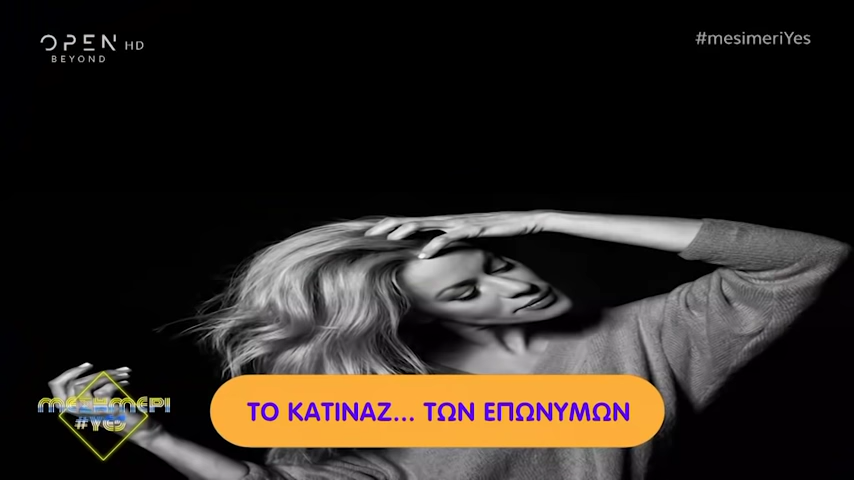 OPEN HD
BEYOND
#mesimeriYes
ΜΕΣΗΜΕΡΙ
#YES
ΤΟ ΚΑΤΙΝΑΖ... ΤΩΝ ΕΠΩΝΥΜΩΝ